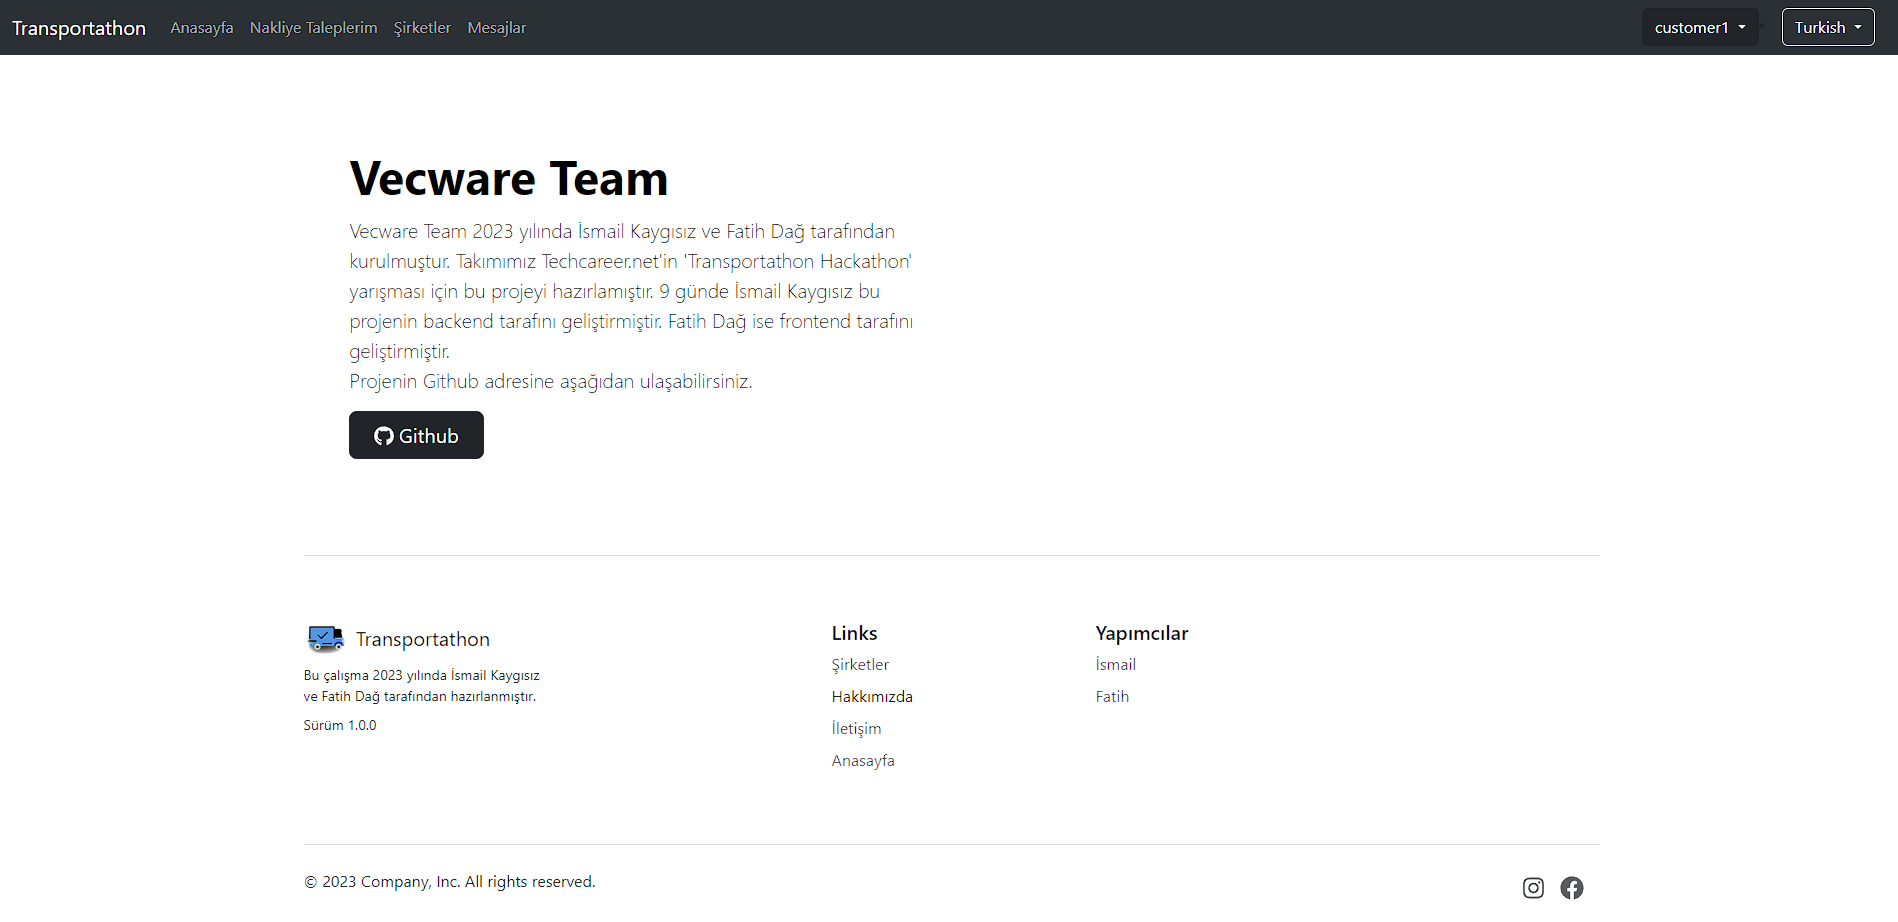 Transportathon Anasayfa Nakliye Taleplerim Şirketler Mesajlar customer1 Turkish
Vecware Team
Vecware Team 2023 yılında İsmail Kaygısız ve Fatih Dağ tarafından
kurulmuştur. Takımımız Techcareer.net'in 'Transportathon Hackathon'
yarışması için bu projeyi hazırlamıştır. 9 günde İsmail Kaygısız bu
projenin backend tarafını geliştirmiştir. Fatih Dağ ise frontend tarafını
geliştirmiştir.
Projenin Github adresine aşağıdan ulaşabilirsiniz.
Github
Transportathon
Bu çalışma 2023 yılında İsmail Kaygısız
ve Fatih Dağ tarafından hazırlanmıştır.
Sürüm 1.0.0
Links
Şirketler
Hakkımızda
İletişim
Anasayfa
Yapımcılar
İsmail
Fatih
© 2023 Company, Inc. All rights reserved.